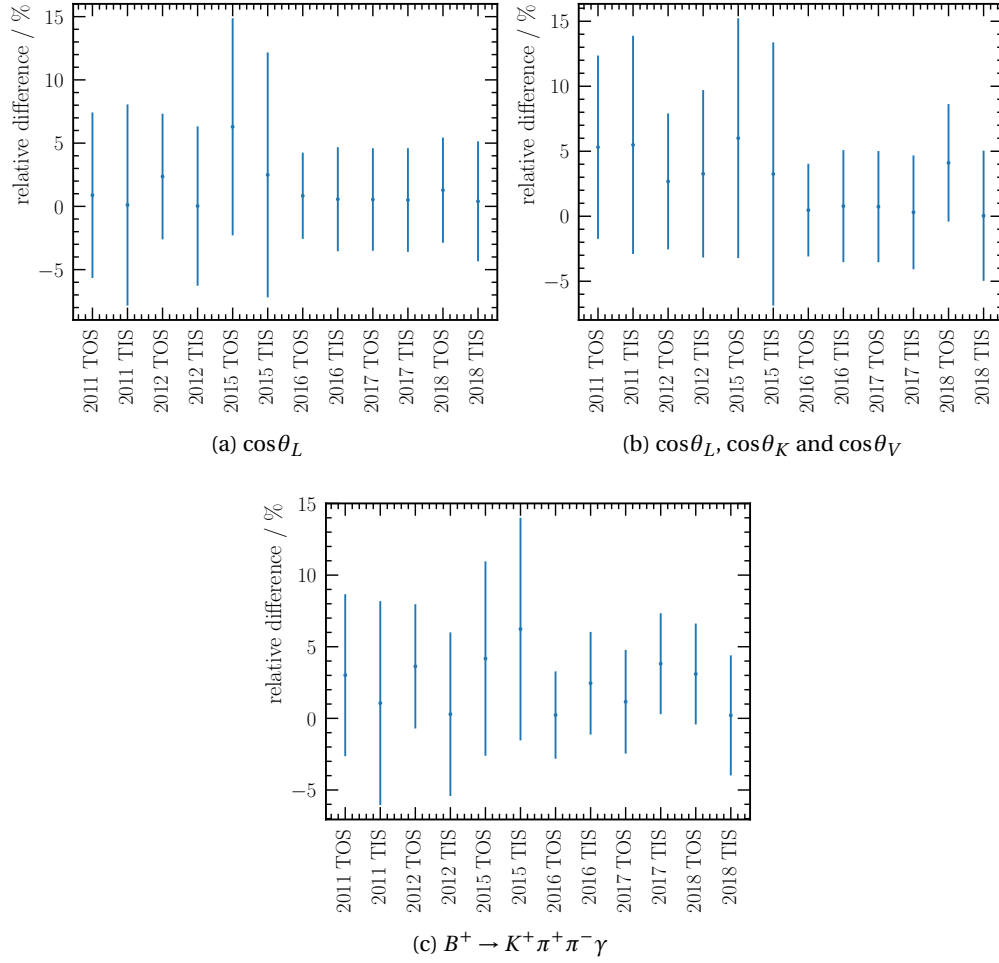 relative difference / %
15
10
5
0
−5
2011 TOS
2011 TIS
2012 TOS
2012 TIS
2015 TOS
2015 TIS
2016 TOS
2016 TIS
2017 TOS
2017 TIS
2018 TOS
2018 TIS
(a) cosθ_L
relative difference / %
15
10
5
0
−5
2011 TOS
2011 TIS
2012 TOS
2012 TIS
2015 TOS
2015 TIS
2016 TOS
2016 TIS
2017 TOS
2017 TIS
2018 TOS
2018 TIS
(b) cosθ_L, cosθ_K and cosθ_V
relative difference / %
15
10
5
0
−5
2011 TOS
2011 TIS
2012 TOS
2012 TIS
2015 TOS
2015 TIS
2016 TOS
2016 TIS
2017 TOS
2017 TIS
2018 TOS
2018 TIS
(c) B⁺ → K⁺π⁺π⁻γ